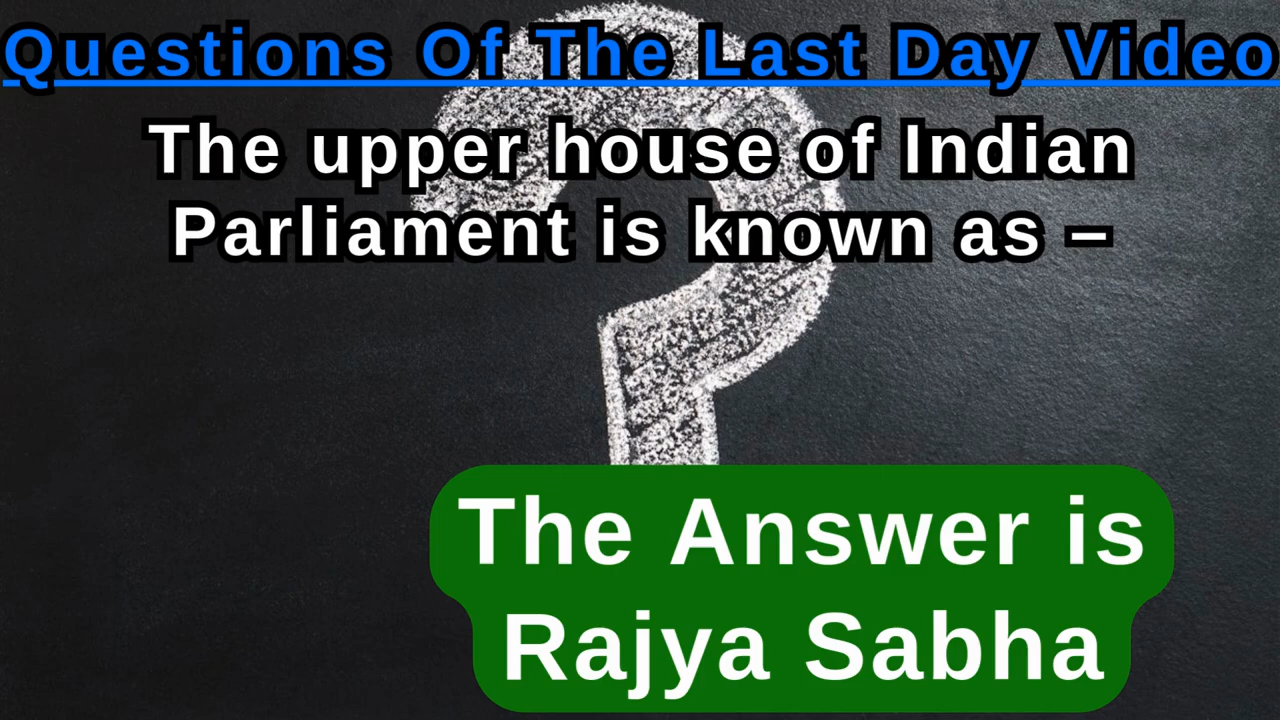 Questions Of The Last Day Video
The upper house of Indian
Parliament is known as –
The Answer is
Rajya Sabha